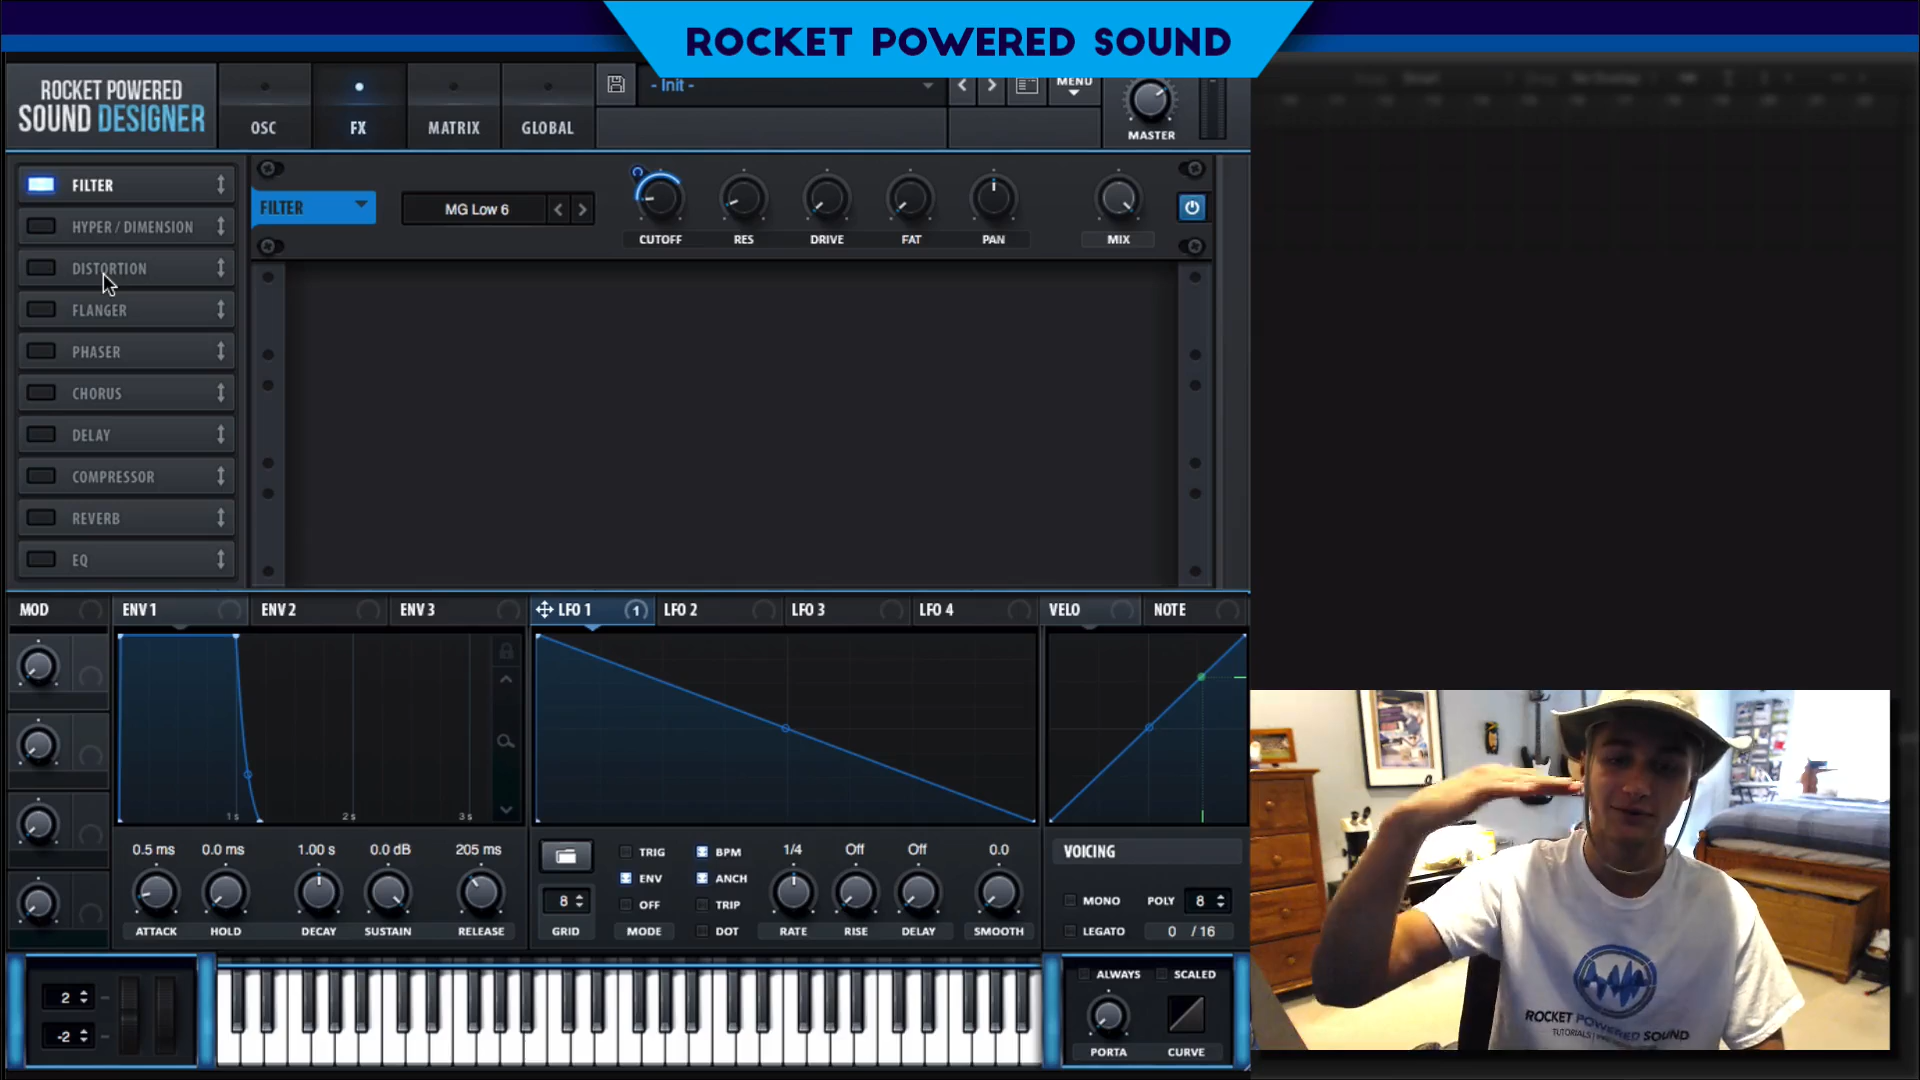 ROCKET POWERED SOUND
ROCKET POWERED
SOUND DESIGNER
OSC
FX
MATRIX
GLOBAL
- Init -
MENU
MASTER
FILTER
HYPER / DIMENSION
DISTORTION
FLANGER
PHASER
CHORUS
DELAY
COMPRESSOR
REVERB
EQ
FILTER
MG Low 6
CUTOFF
RES
DRIVE
FAT
PAN
MIX
MOD
ENV 1
ENV 2
ENV 3
LFO 1
1
LFO 2
LFO 3
LFO 4
VELO
NOTE
1 s
2 s
3 s
0.5 ms
0.0 ms
1.00 s
0.0 dB
205 ms
ATTACK
HOLD
DECAY
SUSTAIN
RELEASE
8
GRID
TRIG
ENV
OFF
MODE
BPM
ANCH
TRIP
DOT
1/4
Off
Off
0.0
RATE
RISE
DELAY
SMOOTH
VOICING
MONO
POLY
8
LEGATO
0 / 16
2
-2
ALWAYS
SCALED
PORTA
CURVE
ROCKET POWERED SOUND